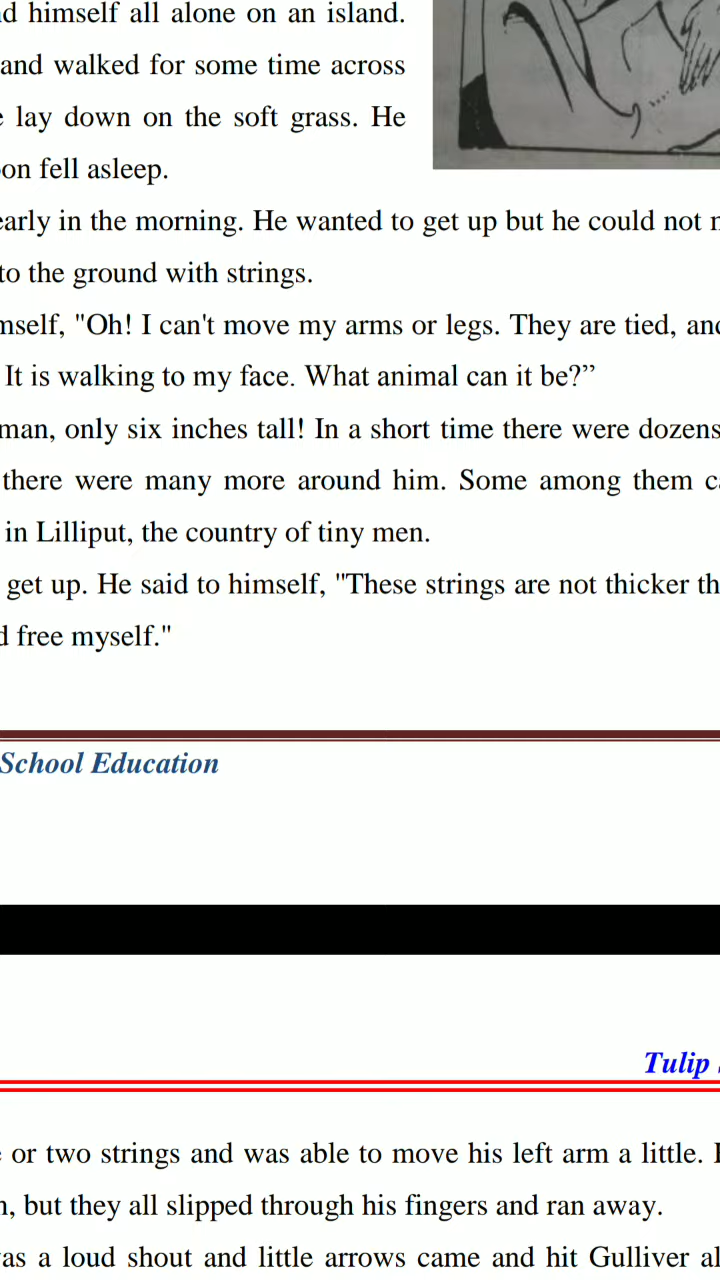 himself all alone on an island.
and walked for some time across
lay down on the soft grass. He
fell asleep.
early in the morning. He wanted to get up but he could not
to the ground with strings.
"Oh! I can't move my arms or legs. They are tied,
It is walking to my face. What animal can it be?”
man, only six inches tall! In a short time there were dozens
there were many more around him. Some among them
in Lilliput, the country of tiny men.
get up. He said to himself, "These strings are not thicker
free myself."
School Education
Tulip
or two strings and was able to move his left arm a little.
but they all slipped through his fingers and ran away.
a loud shout and little arrows came and hit Gulliver